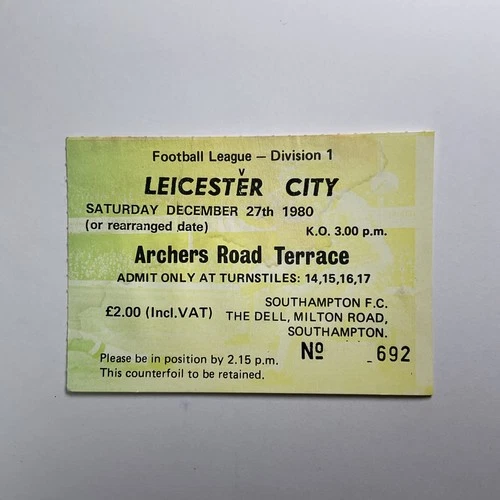 Football League – Division 1
v
LEICESTER CITY
SATURDAY DECEMBER 27th 1980
(or rearranged date)
K.O. 3.00 p.m.
Archers Road Terrace
ADMIT ONLY AT TURNSTILES: 14,15,16,17
£2.00 (Incl.VAT)
SOUTHAMPTON F.C.
THE DELL, MILTON ROAD,
SOUTHAMPTON.
Please be in position by 2.15 p.m.
This counterfoil to be retained.
Nº 692